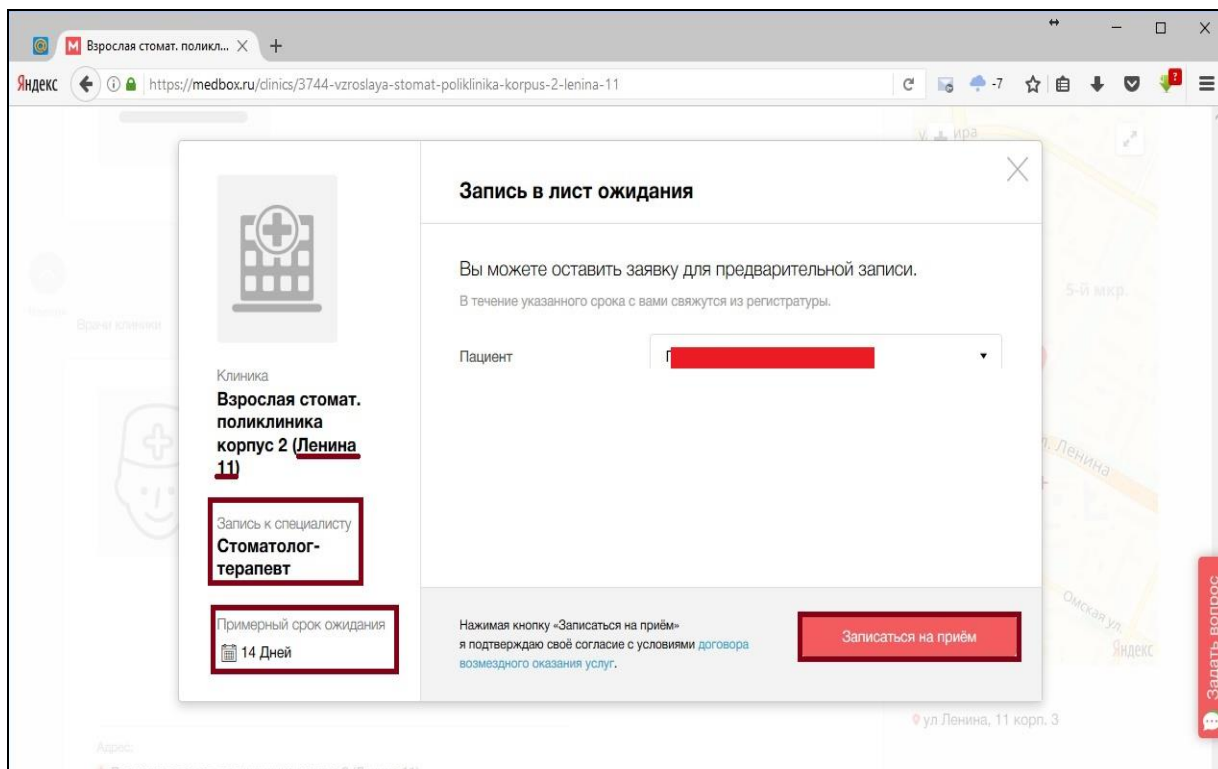 Взрослая стомат. поликл...
Яндекс
https://medbox.ru/clinics/3744-vzroslaya-stomat-poliklinika-korpus-2-lenina-11
-7
?
Запись в лист ожидания
Вы можете оставить заявку для предварительной записи.
В течение указанного срока с вами свяжутся из регистратуры.
Пациент
Клиника
Взрослая стомат.
поликлиника
корпус 2 (Ленина
11)
Запись к специалисту
Стоматолог-
терапевт
Примерный срок ожидания
14 Дней
Нажимая кнопку «Записаться на приём»
я подтверждаю своё согласие с условиями договора
возмездного оказания услуг.
Записаться на приём
Врачи клиники
5-й мкр.
Ленина
Омская ул.
Яндекс
Задать вопрос
ул Ленина, 11 корп. 3
Адрес: